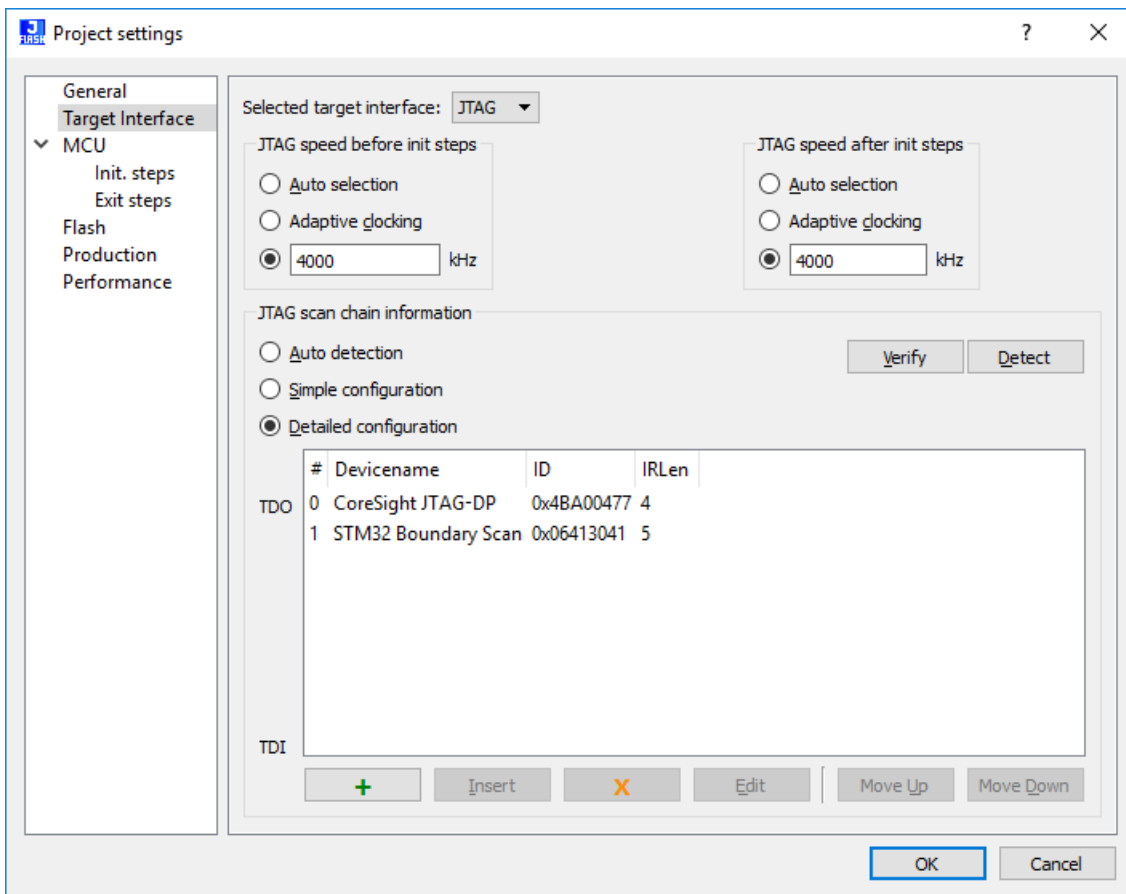 J
FLASH
Project settings
?
General
Target Interface
MCU
Init. steps
Exit steps
Flash
Production
Performance
Selected target interface: JTAG
JTAG speed before init steps
Auto selection
Adaptive clocking
4000 kHz
JTAG speed after init steps
Auto selection
Adaptive clocking
4000 kHz
JTAG scan chain information
Auto detection
Simple configuration
Detailed configuration
Verify Detect
# Devicename ID IRLen
TDO 0 CoreSight JTAG-DP 0x4BA00477 4
1 STM32 Boundary Scan 0x06413041 5
TDI
+ Insert X Edit Move Up Move Down
OK Cancel